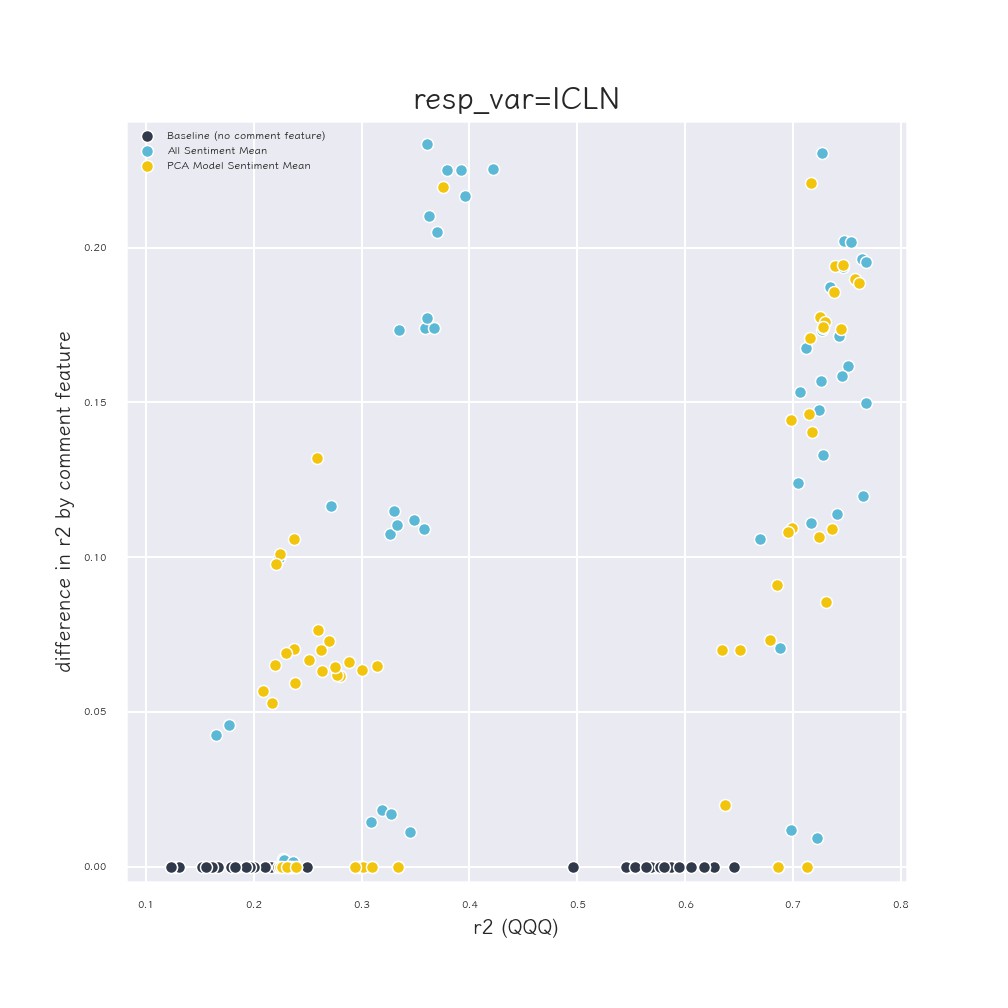 resp_var=ICLN
Baseline (no comment feature)
All Sentiment Mean
PCA Model Sentiment Mean
difference in r2 by comment feature
0.20
0.15
0.10
0.05
0.00
0.1 0.2 0.3 0.4 0.5 0.6 0.7 0.8
r2 (QQQ)